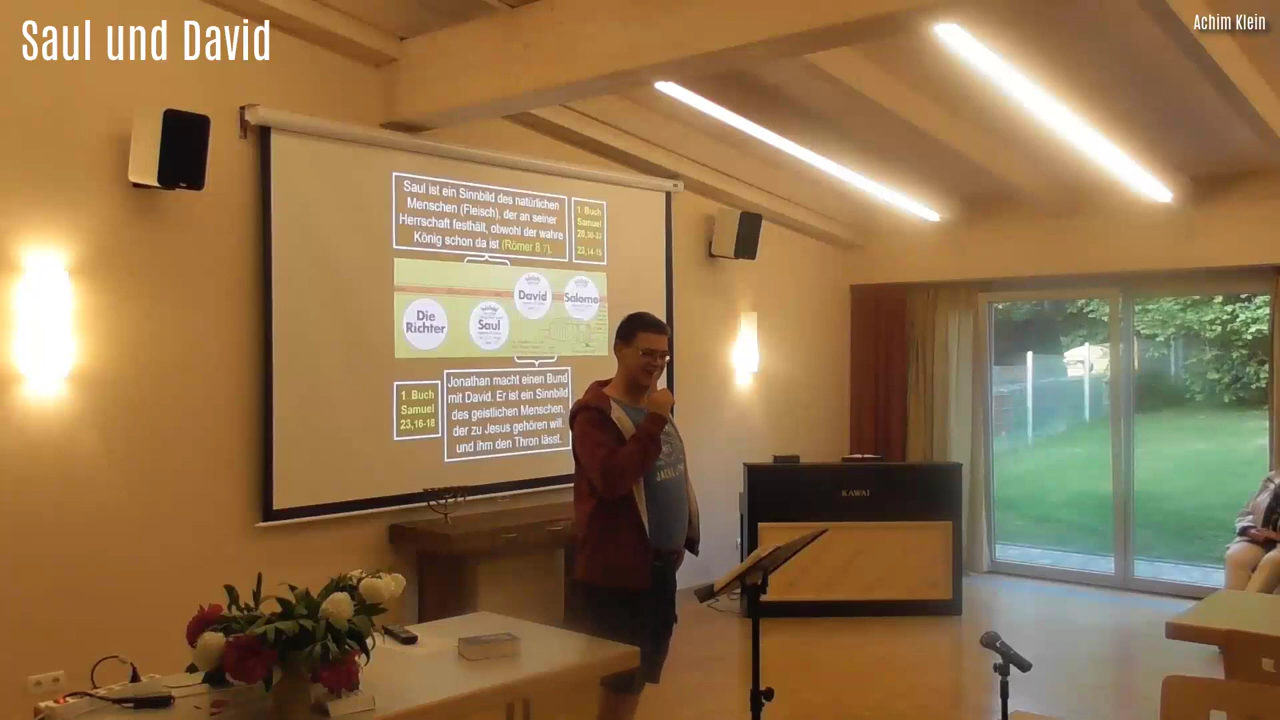 Saul und David
Achim Klein
Saul ist ein Sinnbild des natürlichen
Menschen (Fleisch), der an seiner
Herrschaft festhält, obwohl der wahre
König schon da ist (Römer 8,7).
1. Buch
Samuel
20,30-33
23,14-15
Die
Richter
Saul
David
Salomo
1. Buch
Samuel
23,16-18
Jonathan macht einen Bund
mit David. Er ist ein Sinnbild
des geistlichen Menschen,
der zu Jesus gehören will.
und ihm den Thron lässt.
KAWAI